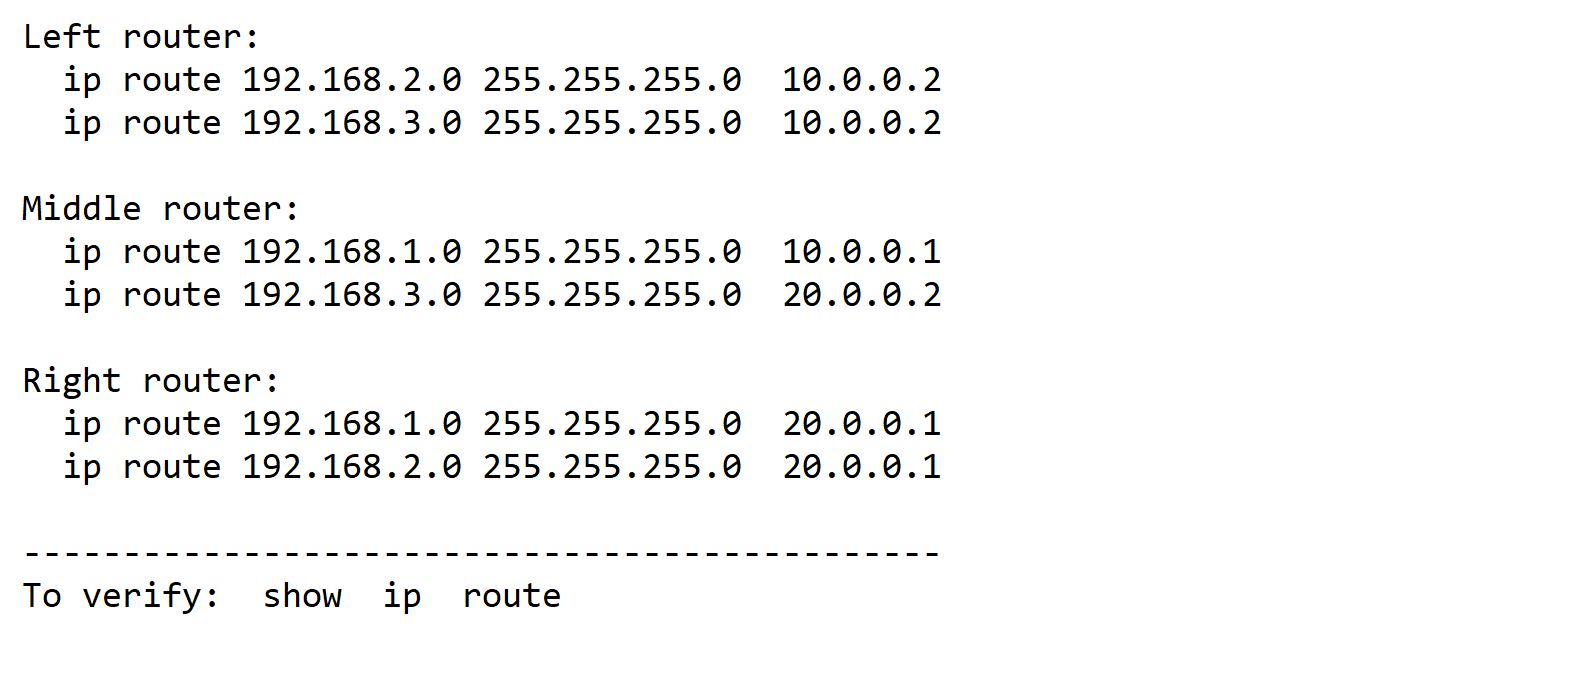 Left router:
  ip route 192.168.2.0 255.255.255.0  10.0.0.2
  ip route 192.168.3.0 255.255.255.0  10.0.0.2

Middle router:
  ip route 192.168.1.0 255.255.255.0  10.0.0.1
  ip route 192.168.3.0 255.255.255.0  20.0.0.2

Right router:
  ip route 192.168.1.0 255.255.255.0  20.0.0.1
  ip route 192.168.2.0 255.255.255.0  20.0.0.1

----------------------------------------------
To verify:  show  ip  route